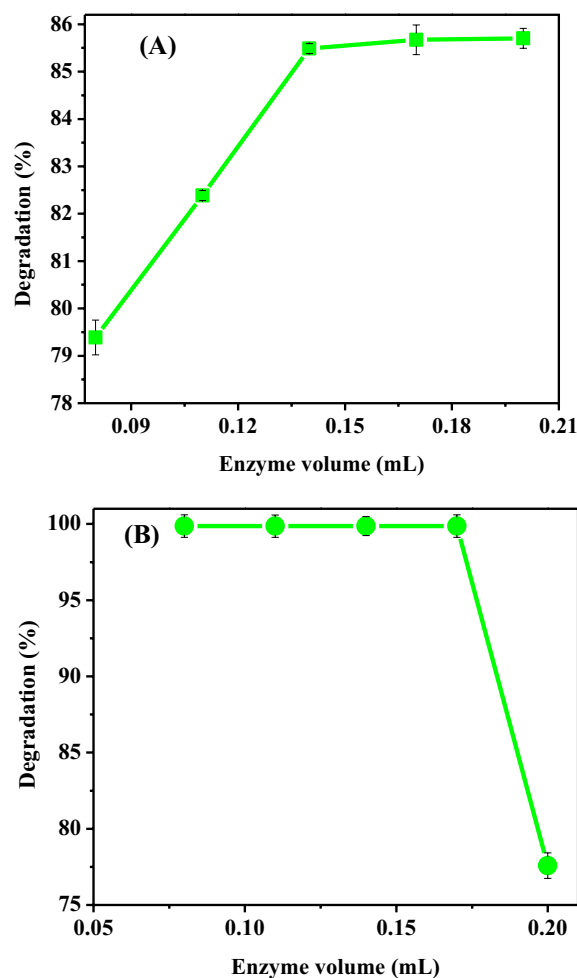 (A)
Degradation (%)
86
85
84
83
82
81
80
79
78
0.09 0.12 0.15 0.18 0.21
Enzyme volume (mL)
(B)
Degradation (%)
100
95
90
85
80
75
0.05 0.10 0.15 0.20
Enzyme volume (mL)